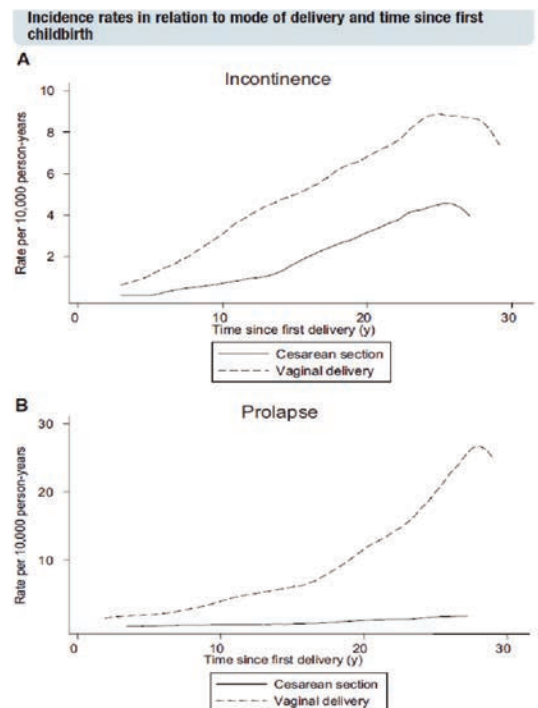 Incidence rates in relation to mode of delivery and time since first
childbirth
A
Incontinence
Rate per 10,000 person-years
10
8
6
4
2
0
10
20
30
Time since first delivery (y)
Cesarean section
Vaginal delivery
B
Prolapse
Rate per 10,000 person-years
30
20
10
0
10
20
30
Time since first delivery (y)
Cesarean section
Vaginal delivery